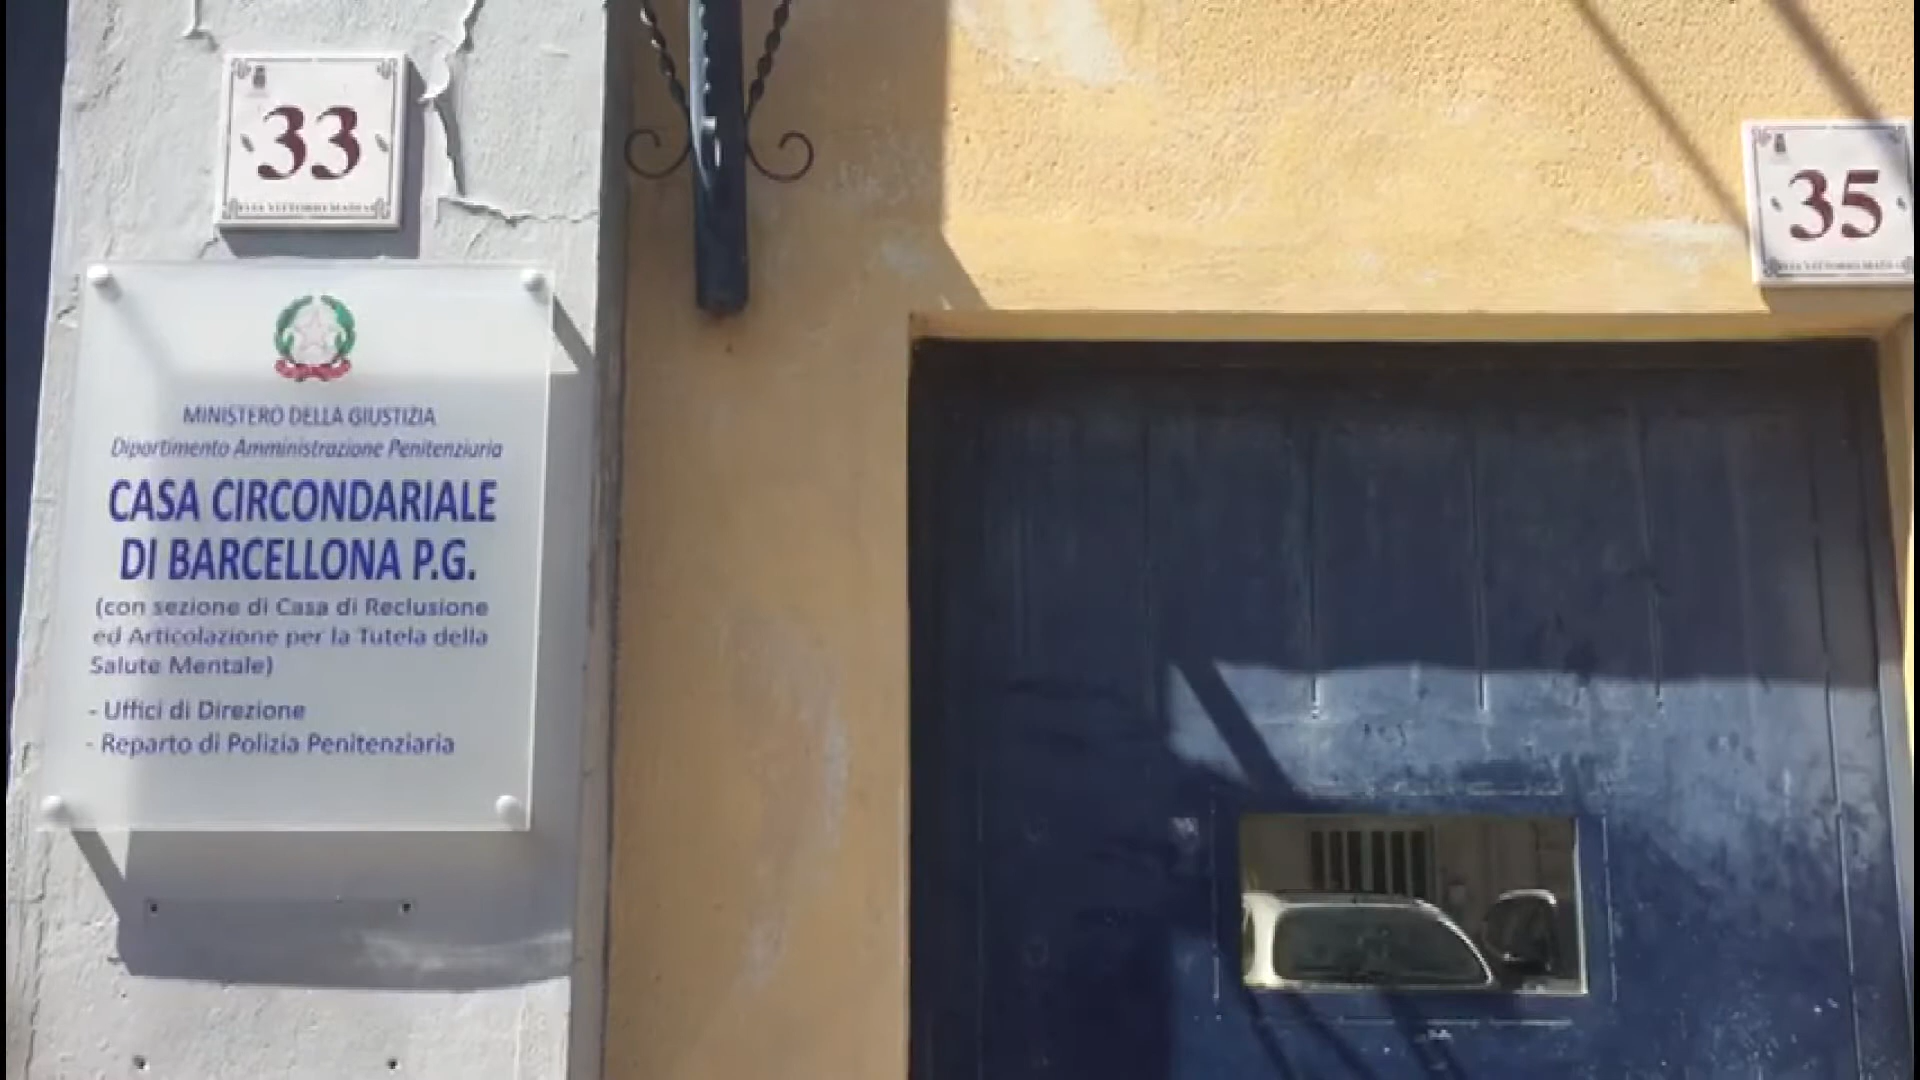 33
35
MINISTERO DELLA GIUSTIZIA
Dipartimento Amministrazione Penitenziaria
CASA CIRCONDARIALE
DI BARCELLONA P.G.
(con sezione di Casa di Reclusione
ed Articolazione per la Tutela della
Salute Mentale)
- Uffici di Direzione
- Reparto di Polizia Penitenziaria